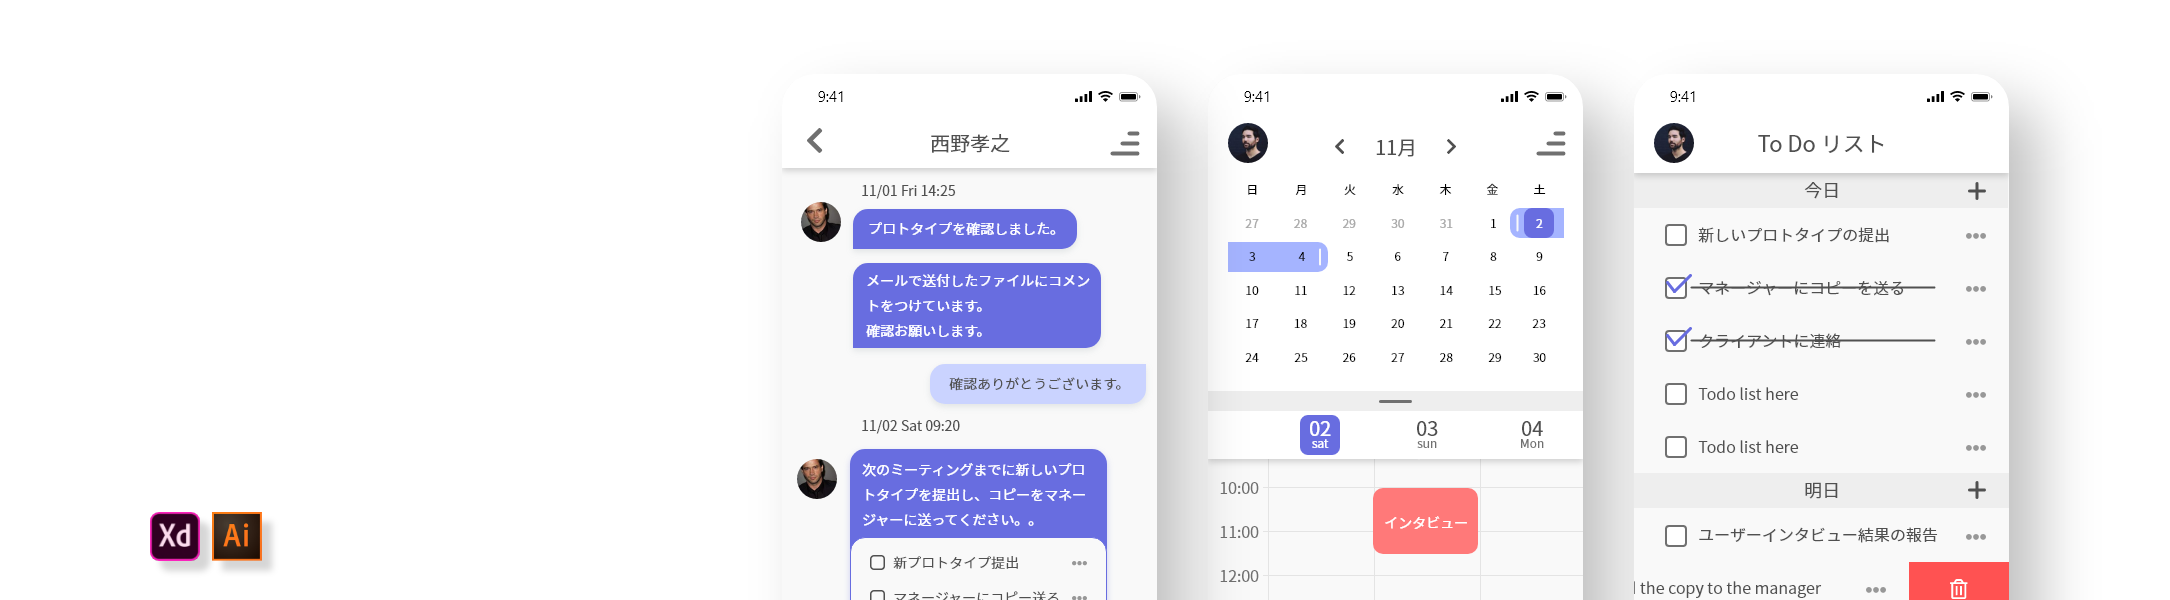 Xd
Ai
9:41
西野孝之
11/01 Fri 14:25
プロトタイプを確認しました。
メールで送付したファイルにコメン
トをつけています。
確認お願いします。
確認ありがとうございます。
11/02 Sat 09:20
次のミーティングまでに新しいプロ
トタイプを提出し、コピーをマネー
ジャーに送ってください。。
新プロトタイプ提出
マネージャーにコピー送る
9:41
11月
日 月 火 水 木 金 土
27 28 29 30 31 1 2
3 4 5 6 7 8 9
10 11 12 13 14 15 16
17 18 19 20 21 22 23
24 25 26 27 28 29 30
02 03 04
sat sun Mon
10:00
インタビュー
11:00
12:00
9:41
To Do リスト
今日
新しいプロトタイプの提出
マネージャーにコピーを送る
クライアントに連絡
Todo list here
Todo list here
明日
ユーザーインタビュー結果の報告
the copy to the manager